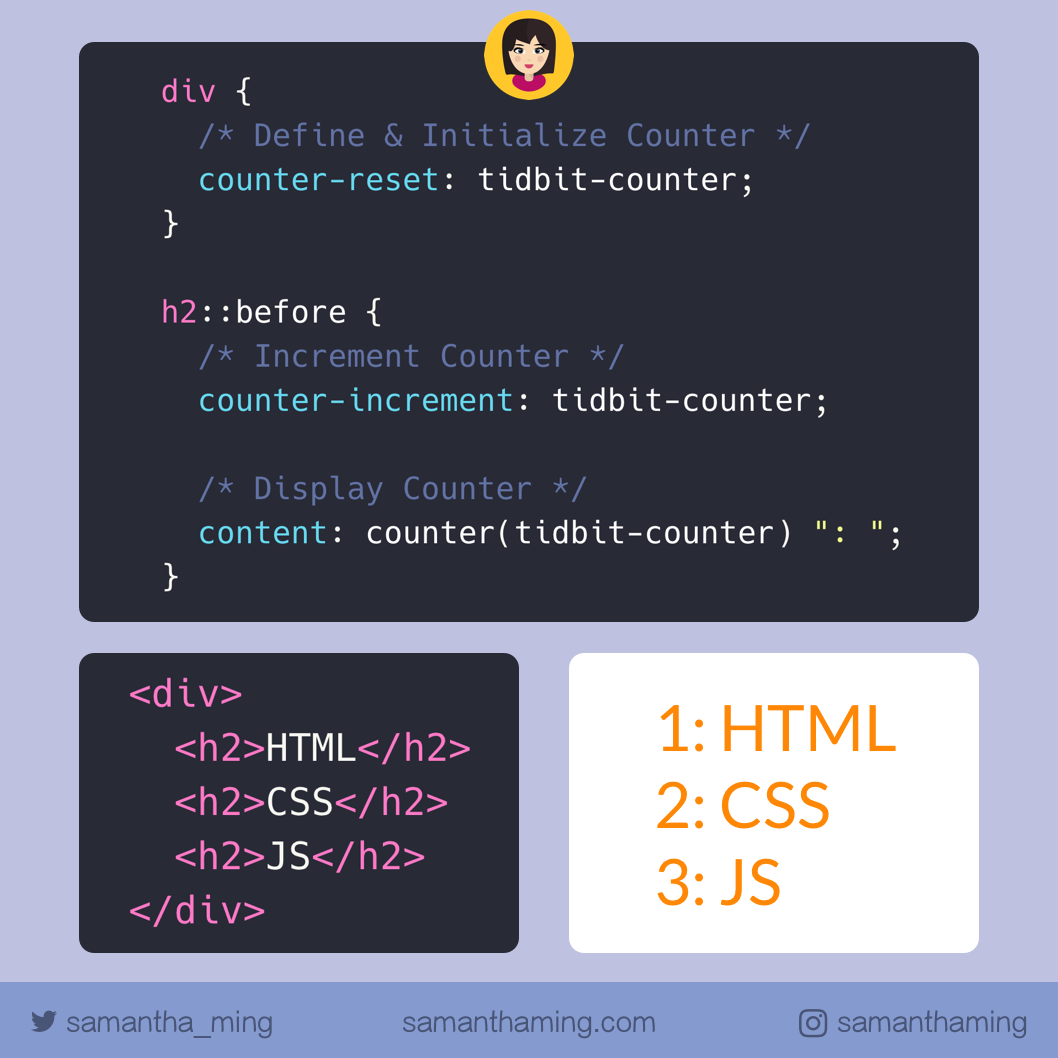 div {
  /* Define & Initialize Counter */
  counter-reset: tidbit-counter;
}

h2::before {
  /* Increment Counter */
  counter-increment: tidbit-counter;

  /* Display Counter */
  content: counter(tidbit-counter) ": ";
}
<div>
  <h2>HTML</h2>
  <h2>CSS</h2>
  <h2>JS</h2>
</div>
1: HTML
2: CSS
3: JS
samantha_ming
samanthaming.com
samanthaming